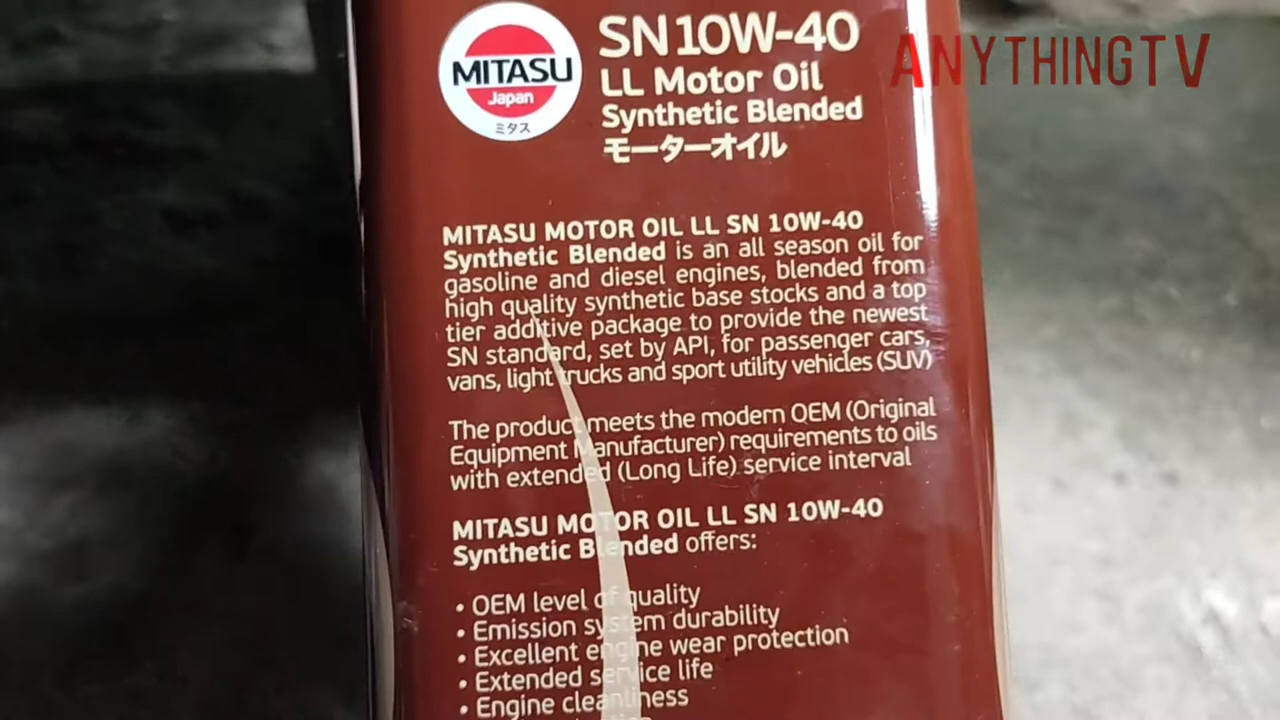 MITASU
Japan
ミタス
SN 10W-40
LL Motor Oil
Synthetic Blended
モーターオイル
ANYTHINGTV
MITASU MOTOR OIL LL SN 10W-40
Synthetic Blended is an all season oil for
gasoline and diesel engines, blended from
high quality synthetic base stocks and a top
tier additive package to provide the newest
SN standard, set by API, for passenger cars,
vans, light trucks and sport utility vehicles (SUV)
The product meets the modern OEM (Original
Equipment Manufacturer) requirements to oils
with extended (Long Life) service interval
MITASU MOTOR OIL LL SN 10W-40
Synthetic Blended offers:
• OEM level of quality
• Emission system durability
• Excellent engine wear protection
• Extended service life
• Engine cleanliness